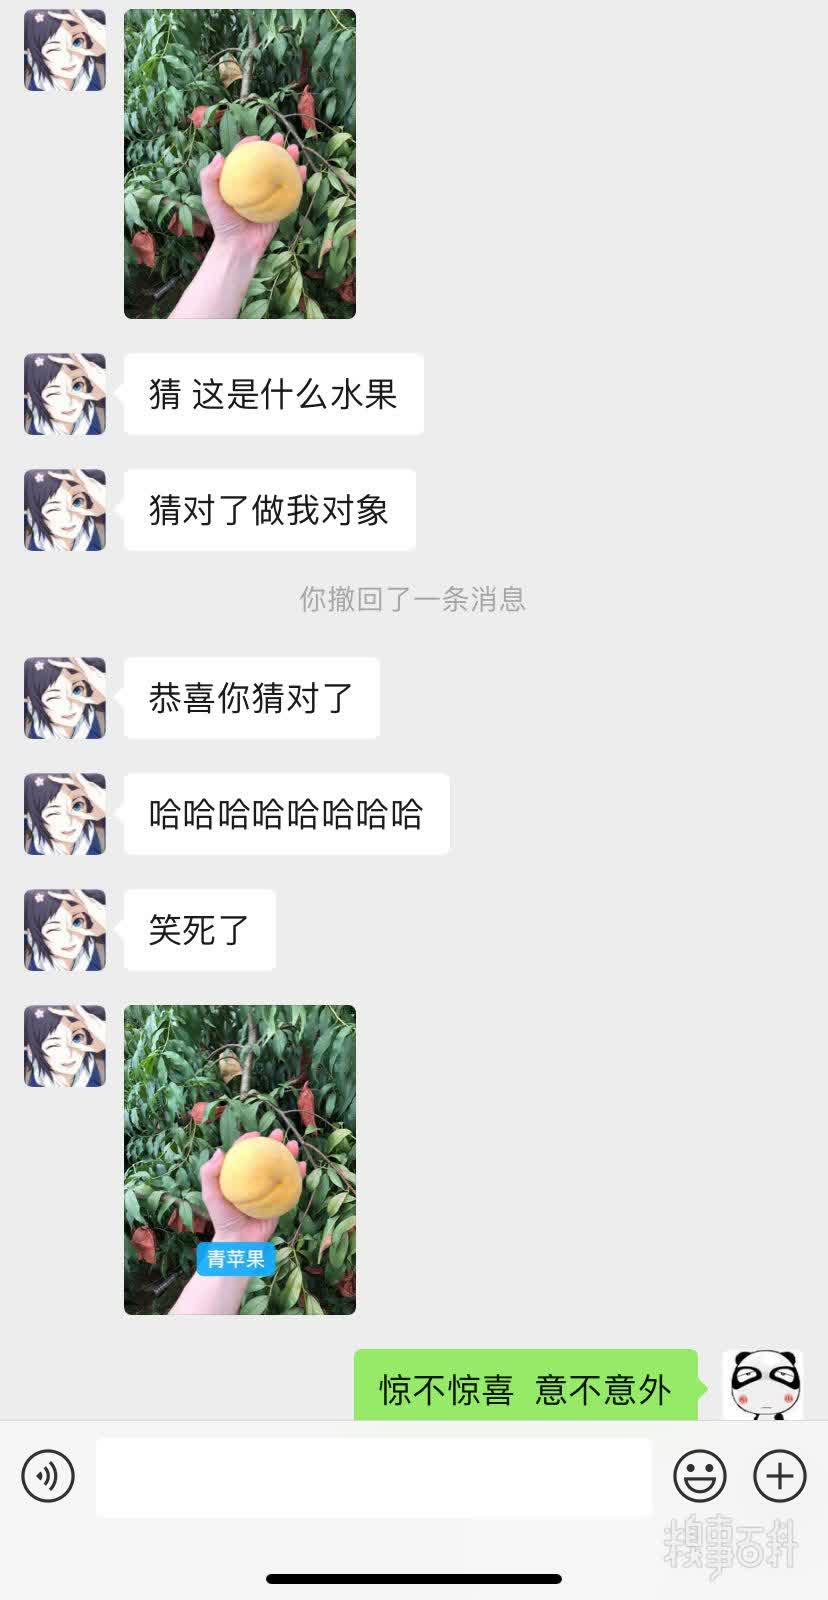 猜 这是什么水果
猜对了做我对象
你撤回了一条消息
恭喜你猜对了
哈哈哈哈哈哈哈哈
笑死了
青苹果
惊不惊喜 意不意外
糗事百科